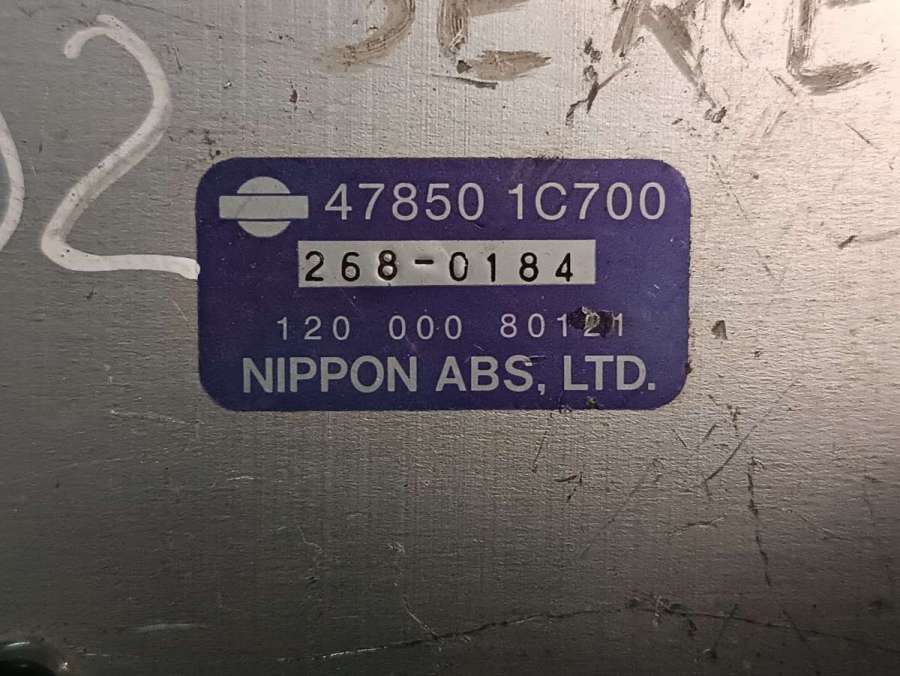 47850 1C700
268-0184
120 000 80121
NIPPON ABS, LTD.